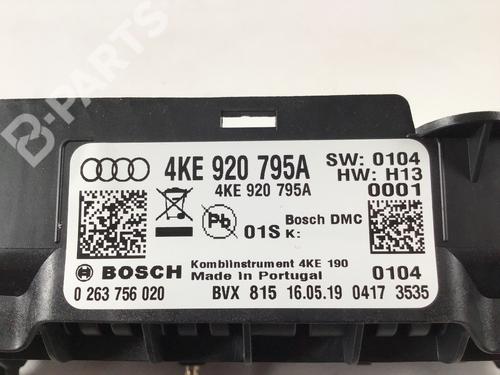 B-PARTS
4KE 920 795A
SW: 0104
4KE 920 795A
HW: H13
0001
Pb
01S
Bosch DMC
K:
Kombiinstrument 4KE 190
BOSCH
Made in Portugal
0104
0 263 756 020
BVX 815 16.05.19 0417 3535